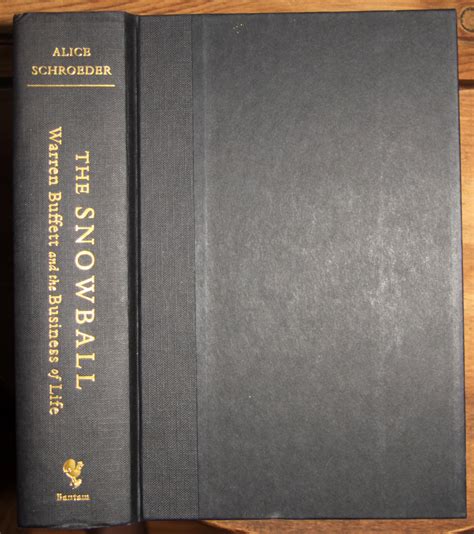 ALICE
SCHROEDER
THE SNOWBALL
Warren Buffett and the Business of Life
Bantam